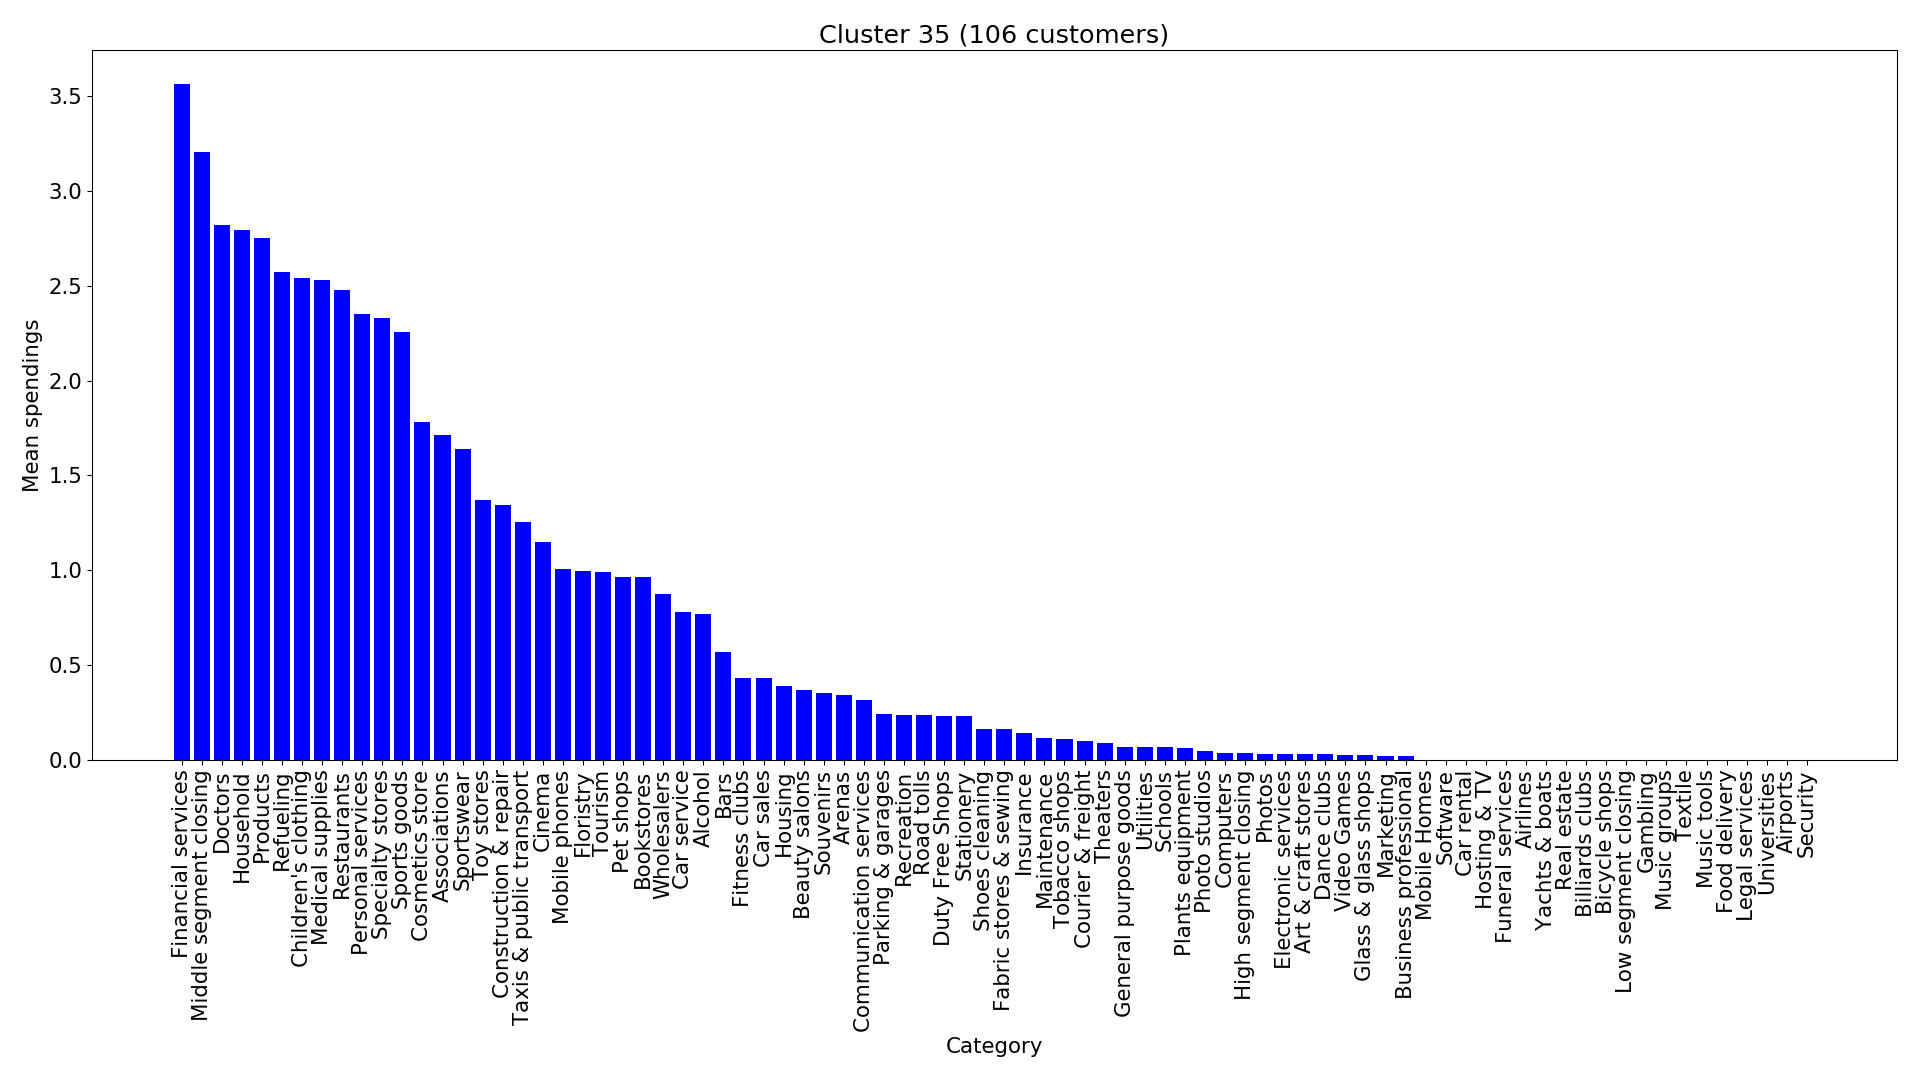 Cluster 35 (106 customers)
Mean spendings
3.5
3.0
2.5
2.0
1.5
1.0
0.5
0.0
Financial services
Middle segment closing
Doctors
Household
Products
Refueling
Children's clothing
Medical supplies
Restaurants
Personal services
Specialty stores
Sports goods
Cosmetics store
Associations
Sportswear
Toy stores
Construction & repair
Taxis & public transport
Cinema
Mobile phones
Floristry
Tourism
Pet shops
Bookstores
Wholesalers
Car service
Alcohol
Bars
Fitness clubs
Car sales
Housing
Beauty salons
Souvenirs
Arenas
Communication services
Parking & garages
Recreation
Road tolls
Duty Free Shops
Stationery
Shoes cleaning
Fabric stores & sewing
Insurance
Maintenance
Tobacco shops
Courier & freight
Theaters
General purpose goods
Utilities
Schools
Plants equipment
Photo studios
Computers
High segment closing
Photos
Electronic services
Art & craft stores
Dance clubs
Video Games
Glass & glass shops
Marketing
Business professional
Mobile Homes
Software
Car rental
Hosting & TV
Funeral services
Airlines
Yachts & boats
Real estate
Billiards clubs
Bicycle shops
Low segment closing
Gambling
Music groups
Textile
Music tools
Food delivery
Legal services
Universities
Airports
Security
Category